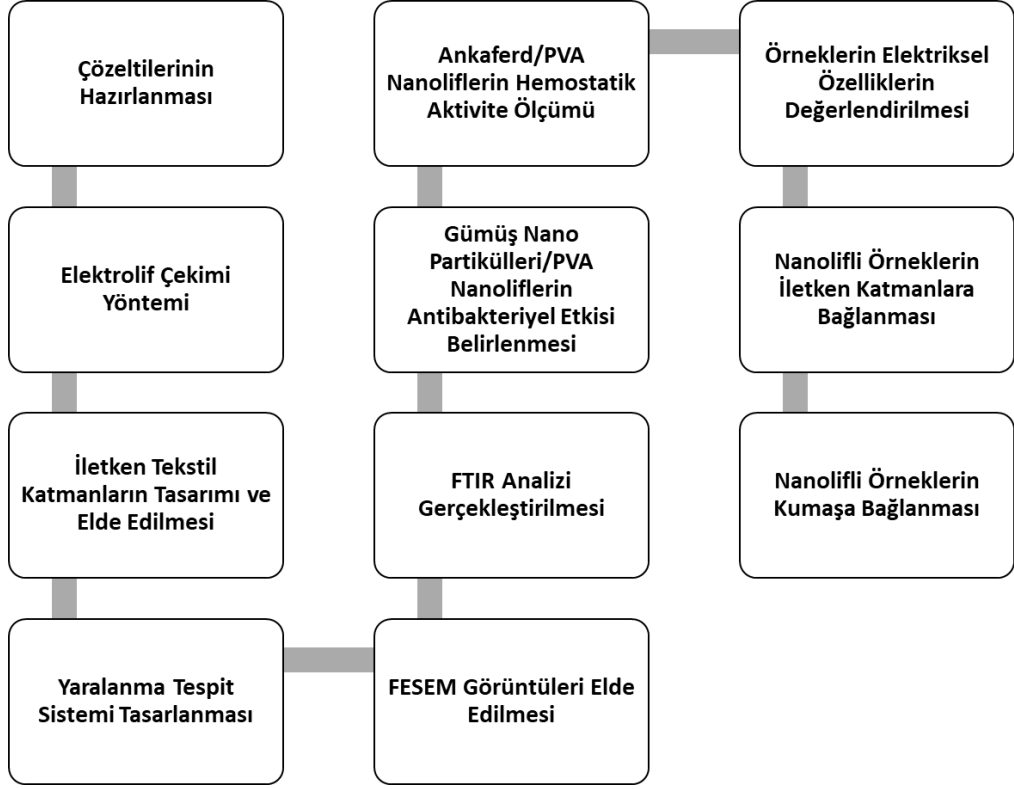 Çözeltilerinin
Hazırlanması
Elektrolif Çekimi
Yöntemi
İletken Tekstil
Katmanların Tasarımı ve
Elde Edilmesi
Yaralanma Tespit
Sistemi Tasarlanması
FESEM Görüntüleri Elde
Edilmesi
FTIR Analizi
Gerçekleştirilmesi
Gümüş Nano
Partikülleri/PVA
Nanoliflerin
Antibakteriyel Etkisi
Belirlenmesi
Ankaferd/PVA
Nanoliflerin Hemostatik
Aktivite Ölçümü
Örneklerin Elektriksel
Özelliklerin
Değerlendirilmesi
Nanolifli Örneklerin
İletken Katmanlara
Bağlanması
Nanolifli Örneklerin
Kumaşa Bağlanması